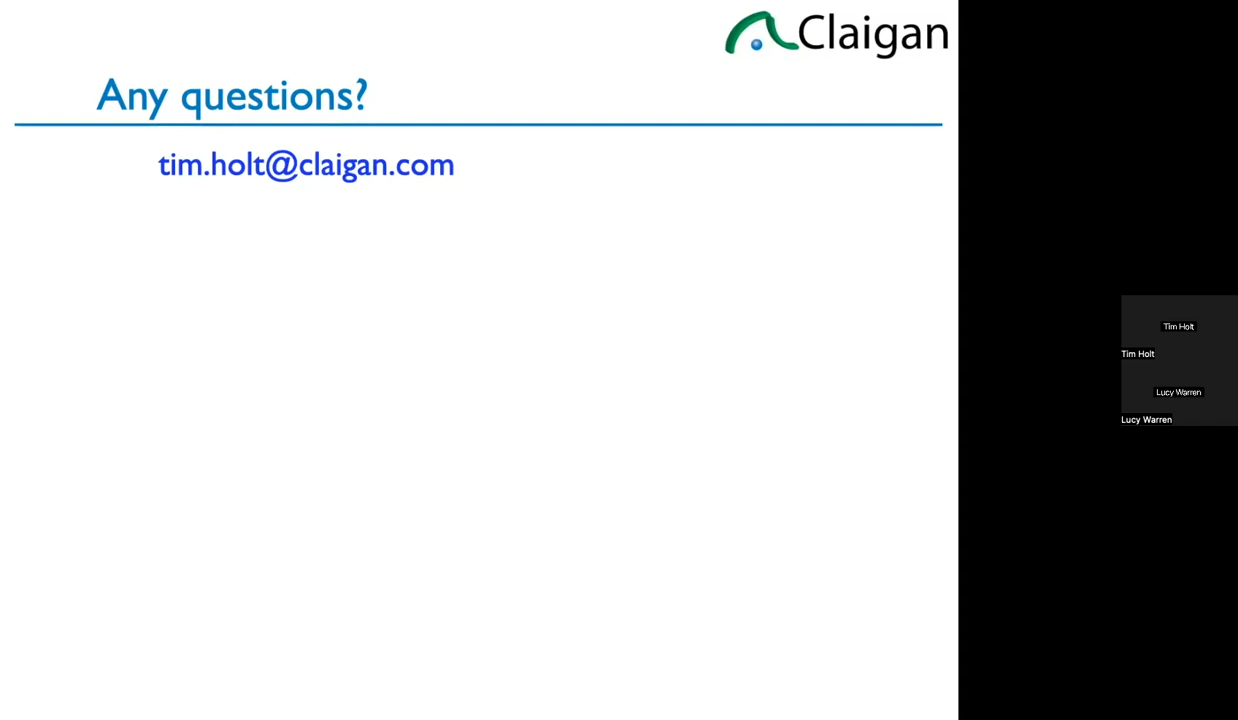 Claigan
Any questions?
tim.holt@claigan.com
Tim Holt
Tim Holt
Lucy Warren
Lucy Warren